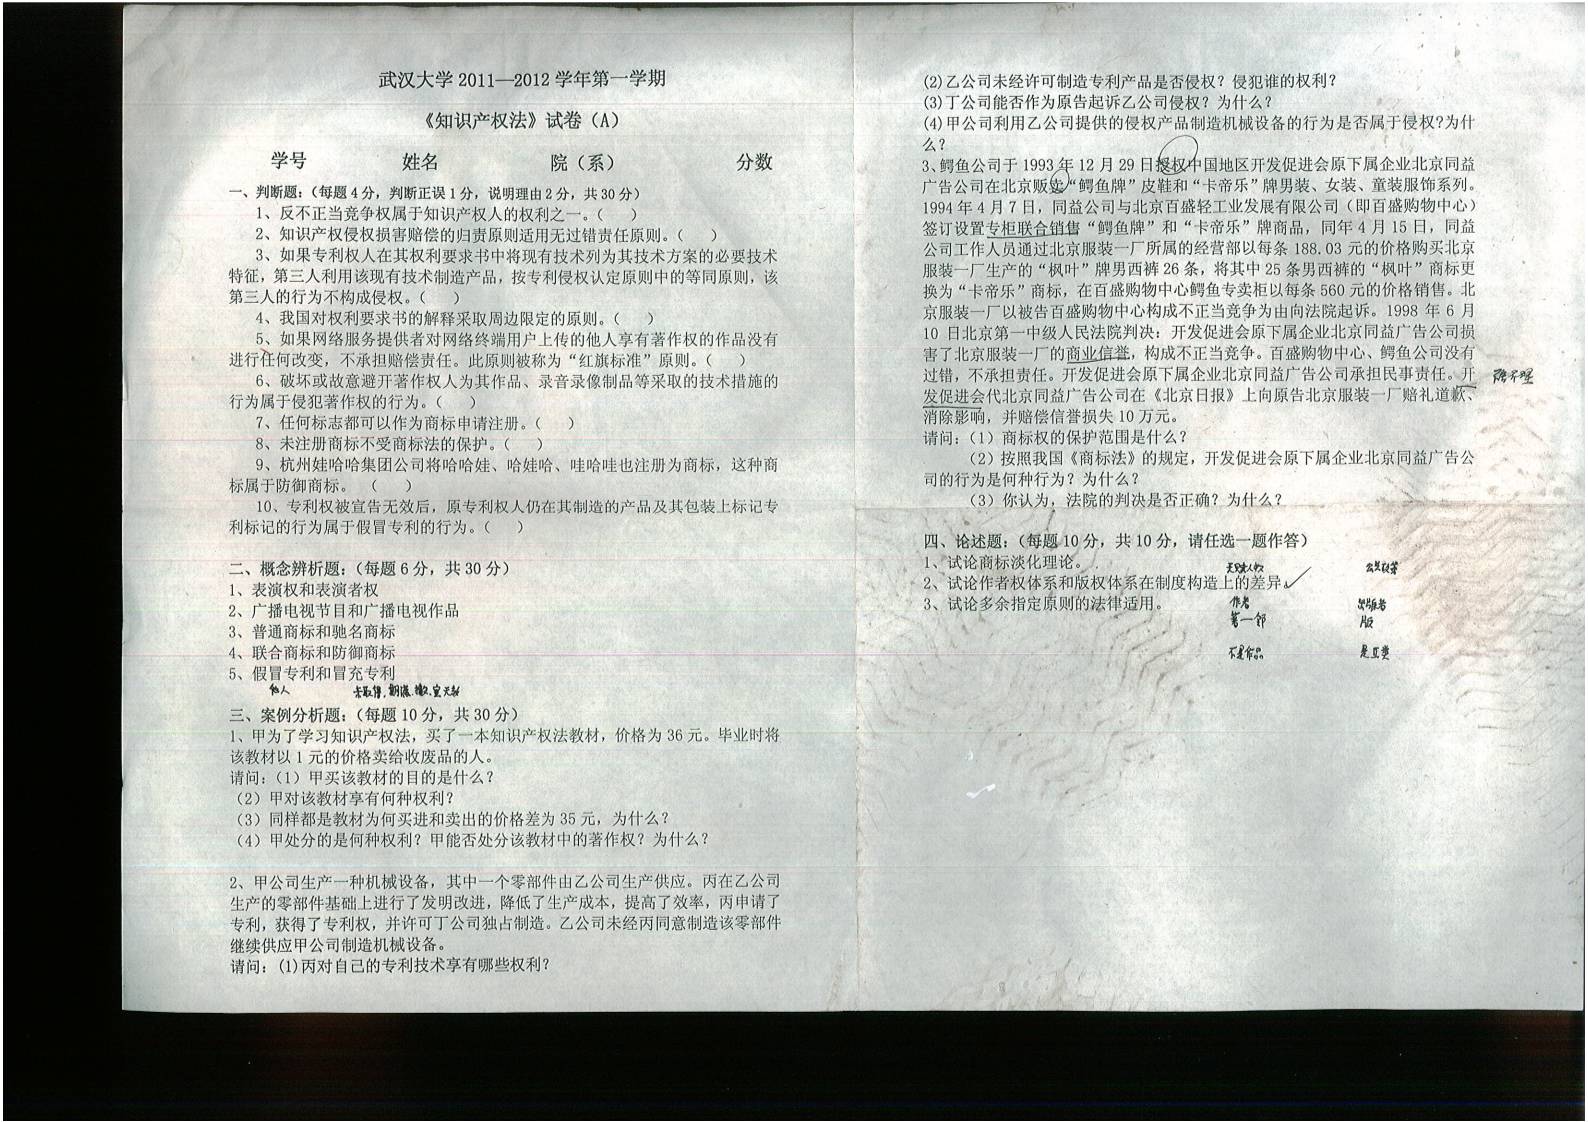 武汉大学 2011—2012 学年第一学期
《知识产权法》试卷（A）
学号 姓名 院（系） 分数
一、判断题:（每题 4 分，判断正误 1 分，说明理由 2 分，共 30 分）
1、反不正当竞争权属于知识产权人的权利之一。（ ）
2、知识产权侵权损害赔偿的归责原则适用无过错责任原则。（ ）
3、如果专利权人在其权利要求书中将现有技术列为其技术方案的必要技术
特征，第三人利用该现有技术制造产品，按专利侵权认定原则中的等同原则，该
第三人的行为不构成侵权。（ ）
4、我国对权利要求书的解释采取周边限定的原则。（ ）
5、如果网络服务提供者对网络终端用户上传的他人享有著作权的作品没有
进行任何改变，不承担赔偿责任。此原则被称为“红旗标准”原则。（ ）
6、破坏或故意避开著作权人为其作品、录音录像制品等采取的技术措施的
行为属于侵犯著作权的行为。（ ）
7、任何标志都可以作为商标申请注册。（ ）
8、未注册商标不受商标法的保护。（ ）
9、杭州娃哈哈集团公司将哈哈娃、哈娃哈、哇哈哇也注册为商标，这种商
标属于防御商标。（ ）
10、专利权被宣告无效后，原专利权人仍在其制造的产品及其包装上标记专
利标记的行为属于假冒专利的行为。（ ）
二、概念辨析题:（每题 6 分，共 30 分）
1、表演权和表演者权
2、广播电视节目和广播电视作品
3、普通商标和驰名商标
4、联合商标和防御商标
5、假冒专利和冒充专利
他人 未取得,期满,撤,宣无效
三、案例分析题:（每题 10 分，共 30 分）
1、甲为了学习知识产权法，买了一本知识产权法教材，价格为 36 元。毕业时将
该教材以 1 元的价格卖给收废品的人。
请问:（1）甲买该教材的目的是什么？
（2）甲对该教材享有何种权利？
（3）同样都是教材为何买进和卖出的价格差为 35 元，为什么？
（4）甲处分的是何种权利？甲能否处分该教材中的著作权？为什么？
2、甲公司生产一种机械设备，其中一个零部件由乙公司生产供应。丙在乙公司
生产的零部件基础上进行了发明改进，降低了生产成本，提高了效率，丙申请了
专利，获得了专利权，并许可丁公司独占制造。乙公司未经丙同意制造该零部件
继续供应甲公司制造机械设备。
请问:(1)丙对自己的专利技术享有哪些权利?
(2)乙公司未经许可制造专利产品是否侵权？侵犯谁的权利？
(3)丁公司能否作为原告起诉乙公司侵权？为什么？
(4)甲公司利用乙公司提供的侵权产品制造机械设备的行为是否属于侵权?为什
么？
3、鳄鱼公司于 1993 年 12 月 29 日授权中国地区开发促进会原下属企业北京同益
广告公司在北京贩卖“鳄鱼牌”皮鞋和“卡帝乐”牌男装、女装、童装服饰系列。
1994 年 4 月 7 日，同益公司与北京百盛轻工业发展有限公司（即百盛购物中心）
签订设置专柜联合销售“鳄鱼牌”和“卡帝乐”牌商品，同年 4 月 15 日，同益
公司工作人员通过北京服装一厂所属的经营部以每条 188.03 元的价格购买北京
服装一厂生产的“枫叶”牌男西裤 26 条，将其中 25 条男西裤的“枫叶”商标更
换为“卡帝乐”商标，在百盛购物中心鳄鱼专卖柜以每条 560 元的价格销售。北
京服装一厂以被告百盛购物中心构成不正当竞争为由向法院起诉。1998 年 6 月
10 日北京第一中级人民法院判决：开发促进会原下属企业北京同益广告公司损
害了北京服装一厂的商业信誉，构成不正当竞争。百盛购物中心、鳄鱼公司没有
过错，不承担责任。开发促进会原下属企业北京同益广告公司承担民事责任。开
发促进会代北京同益广告公司在《北京日报》上向原告北京服装一厂赔礼道歉、
消除影响，并赔偿信誉损失 10 万元。
请问:（1）商标权的保护范围是什么？
（2）按照我国《商标法》的规定，开发促进会原下属企业北京同益广告公
司的行为是何种行为？为什么？
（3）你认为，法院的判决是否正确？为什么？
四、论述题:（每题 10 分，共 10 分，请任选一题作答）
1、试论商标淡化理论。
2、试论作者权体系和版权体系在制度构造上的差异。
3、试论多余指定原则的法律适用。
作者 出版者
版
不是作品